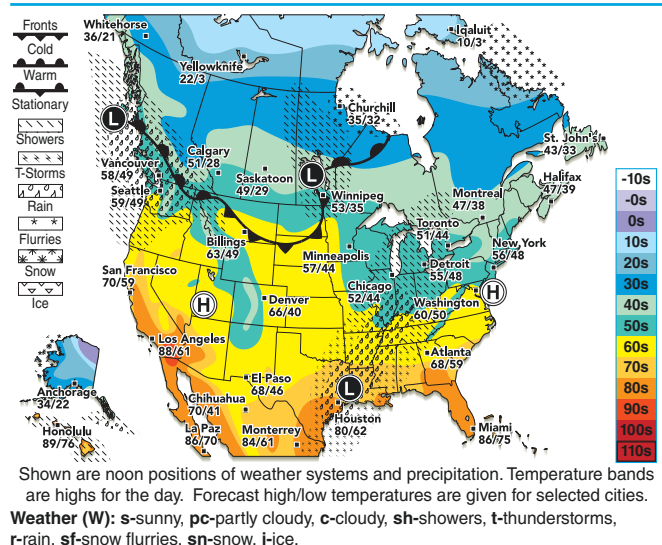 Fronts
Cold
Warm
Stationary
Showers
T-Storms
Rain
Flurries
Snow
Ice
Whitehorse
36/21
Iqaluit
10/3
Yellowknife
22/3
Churchill
35/32
L
St. John's
43/33
Calgary
51/28
Vancouver
58/49
Saskatoon
49/29
L
Halifax
47/39
Seattle
59/49
Winnipeg
53/35
Montreal
47/38
Toronto
51/44
Billings
63/49
Minneapolis
57/44
Detroit
55/48
New York
56/48
San Francisco
70/59
H
Denver
66/40
Chicago
52/44
Washington
60/50
H
Los Angeles
88/61
Atlanta
68/59
El Paso
68/46
L
Anchorage
34/22
Chihuahua
70/41
Houston
80/62
Honolulu
89/76
La Paz
86/70
Monterrey
84/61
Miami
86/75
-10s
-0s
0s
10s
20s
30s
40s
50s
60s
70s
80s
90s
100s
110s
Shown are noon positions of weather systems and precipitation. Temperature bands
are highs for the day. Forecast high/low temperatures are given for selected cities.
Weather (W): s-sunny, pc-partly cloudy, c-cloudy, sh-showers, t-thunderstorms,
r-rain, sf-snow flurries, sn-snow, i-ice.